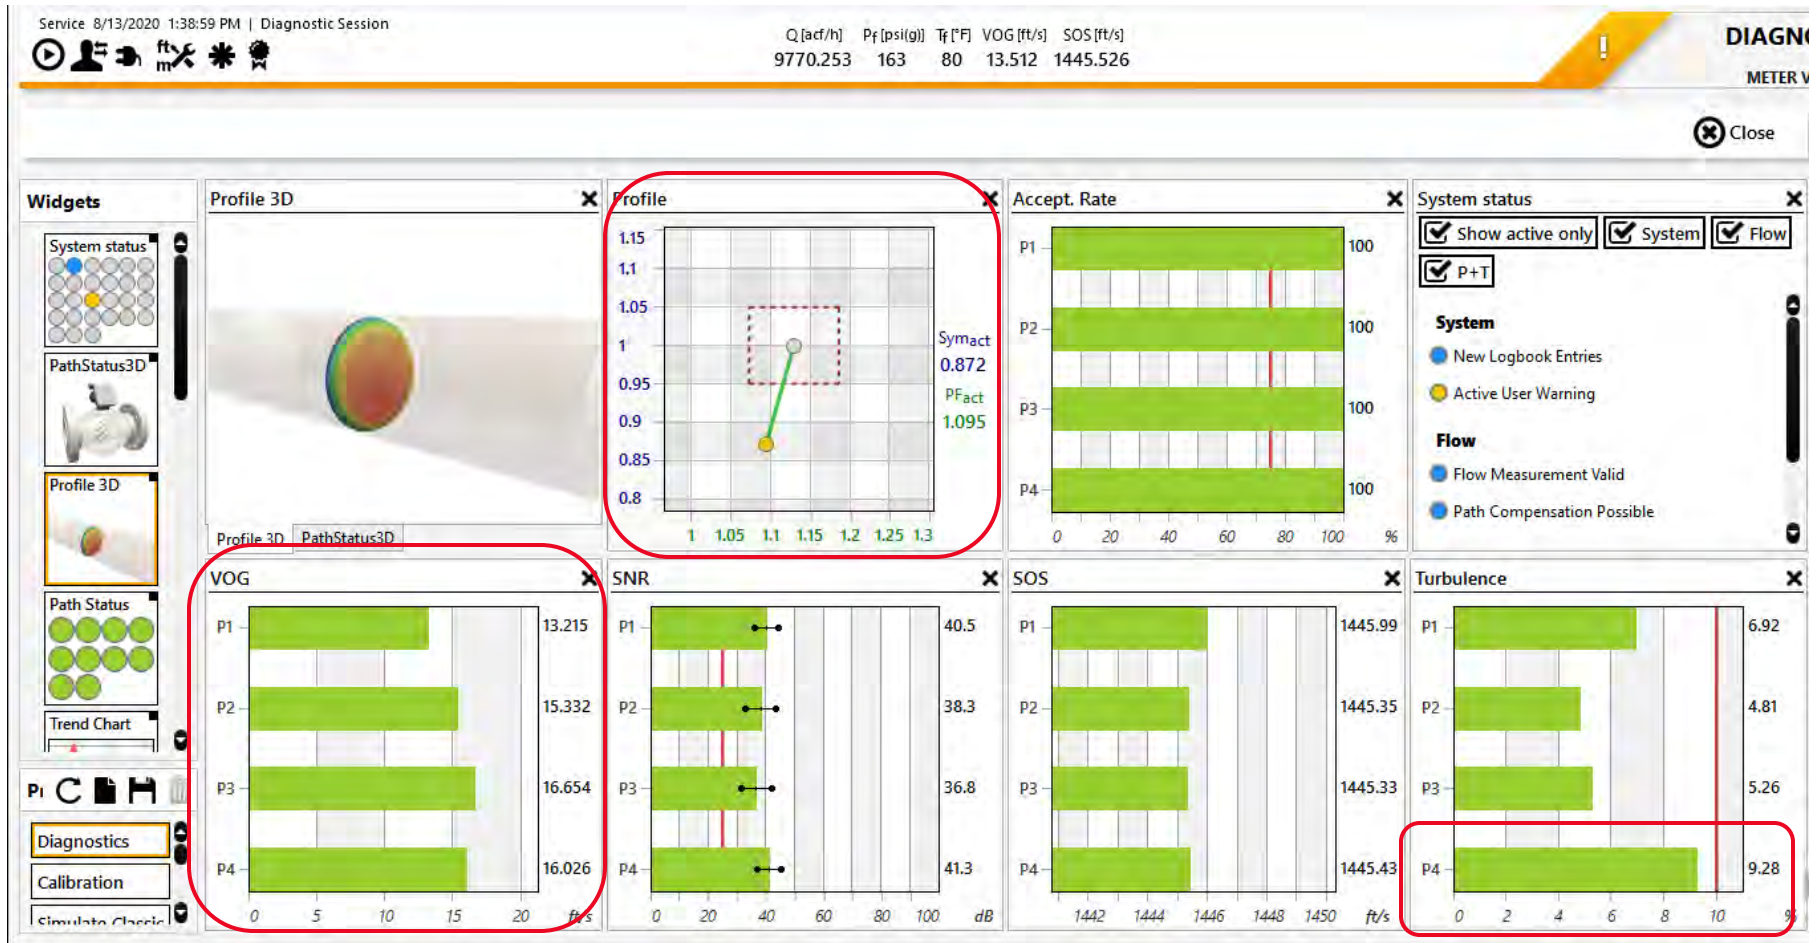 Service 8/13/2020 1:38:59 PM | Diagnostic Session
ft
m
Q [acf/h] Pf [psi(g)] Tf [°F] VOG [ft/s] SOS [ft/s]
9770.253 163 80 13.512 1445.526
!
DIAGN
METER V
Close
Widgets
System status
PathStatus3D
Profile 3D
Path Status
Trend Chart
Diagnostics
Calibration
Simulate Classic
Profile 3D
Profile 3D PathStatus3D
Profile
1.15
1.1
1.05
1
0.95
0.9
0.85
0.8
1 1.05 1.1 1.15 1.2 1.25 1.3
Symact
0.872
PFact
1.095
Accept. Rate
P1 100
P2 100
P3 100
P4 100
0 20 40 60 80 100 %
System status
Show active only System Flow
P+T
System
New Logbook Entries
Active User Warning
Flow
Flow Measurement Valid
Path Compensation Possible
VOG
P1 13.215
P2 15.332
P3 16.654
P4 16.026
0 5 10 15 20 ft/s
SNR
P1 40.5
P2 38.3
P3 36.8
P4 41.3
0 20 40 60 80 100 dB
SOS
P1 1445.99
P2 1445.35
P3 1445.33
P4 1445.43
1442 1444 1446 1448 1450 ft/s
Turbulence
P1 6.92
P2 4.81
P3 5.26
P4 9.28
0 2 4 6 8 10 %